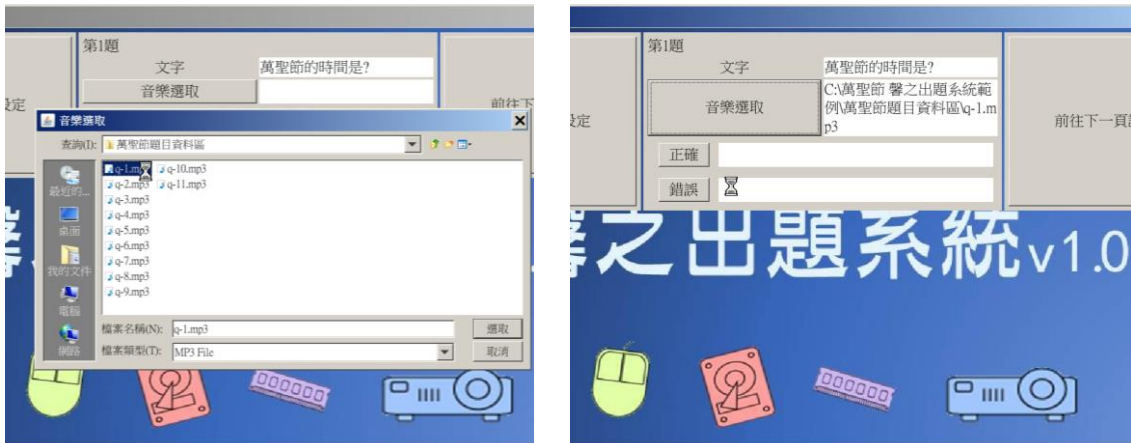 第1題
文字
萬聖節的時間是?
音樂選取
設定
前往下
音樂選取
查詢(I):
萬聖節題目資料區
q-1.mp3
q-10.mp3
q-2.mp3
q-11.mp3
q-3.mp3
q-4.mp3
q-5.mp3
q-6.mp3
q-7.mp3
q-8.mp3
q-9.mp3
最近的...
桌面
我的文件
電腦
網路
檔案名稱(N):
q-1.mp3
選取
檔案類型(T):
MP3 File
取消
第1題
文字
萬聖節的時間是?
音樂選取
C:\萬聖節 馨之出題系統範
例\萬聖節題目資料區\q-1.m
p3
設定
前往下一頁
正確
錯誤
馨之出題系統v1.0